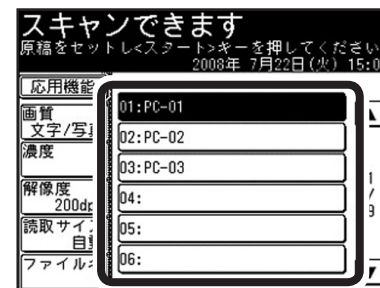 スキャンできます
原稿をセットし<スタート>キーを押してください
2008年 7月22日(火) 15:0
応用機能
画質
文字/写真
濃度
解像度
200dp
読取サイ
自
ファイル
01:PC-01
02:PC-02
03:PC-03
04:
05:
06:
1
/
9